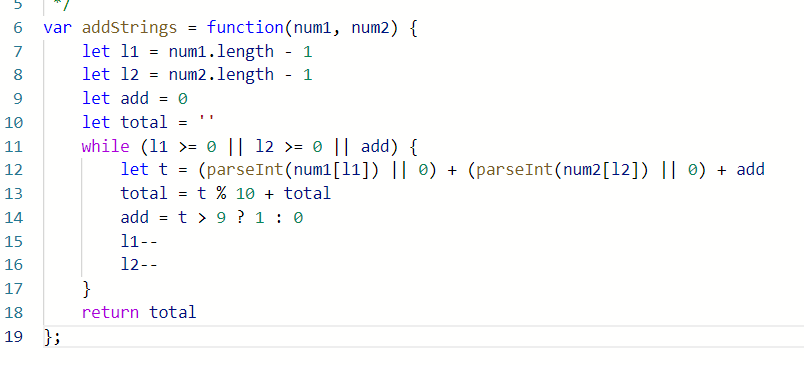 5 */
6 var addStrings = function(num1, num2) {
7 let l1 = num1.length - 1
8 let l2 = num2.length - 1
9 let add = 0
10 let total = ''
11 while (l1 >= 0 || l2 >= 0 || add) {
12 let t = (parseInt(num1[l1]) || 0) + (parseInt(num2[l2]) || 0) + add
13 total = t % 10 + total
14 add = t > 9 ? 1 : 0
15 l1--
16 l2--
17 }
18 return total
19 };